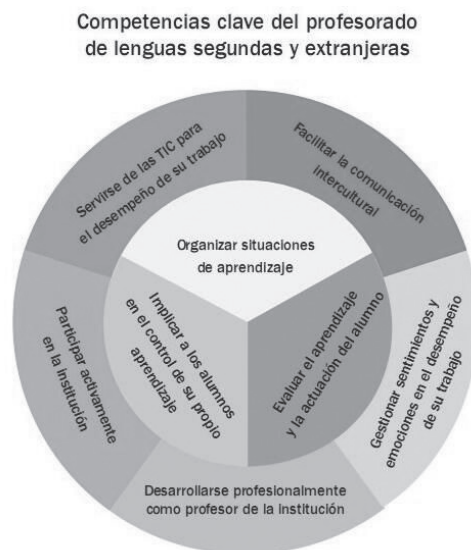 Competencias clave del profesorado
de lenguas segundas y extranjeras
Servirse de las TIC para
el desempeño de su trabajo
Facilitar la comunicación
intercultural
Organizar situaciones
de aprendizaje
Implicar a los alumnos
en el control de su propio
aprendizaje
Evaluar el aprendizaje
y la actuación del alumno
Participar activamente
en la institución
Gestionar sentimientos y
emociones en el desempeño
de su trabajo
Desarrollarse profesionalmente
como profesor de la institución